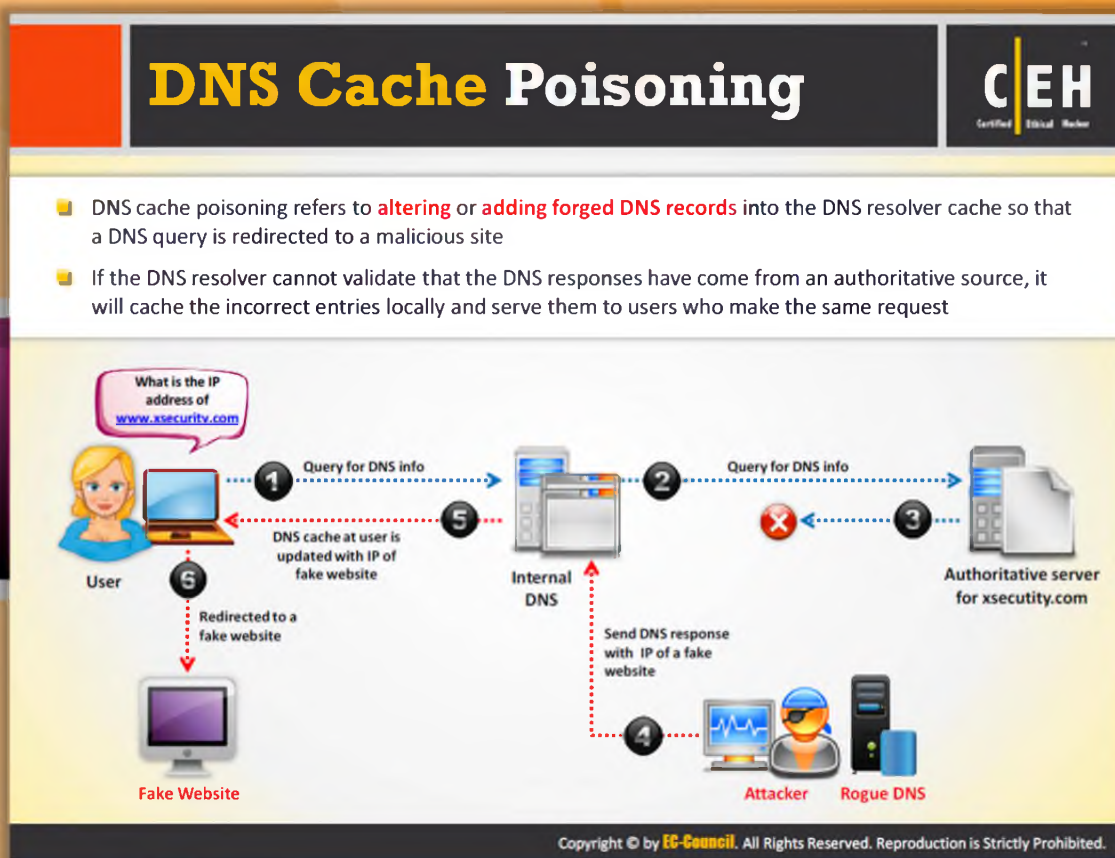 DNS Cache Poisoning
CEH
Certified Ethical Hacker
DNS cache poisoning refers to altering or adding forged DNS records into the DNS resolver cache so that
a DNS query is redirected to a malicious site
If the DNS resolver cannot validate that the DNS responses have come from an authoritative source, it
will cache the incorrect entries locally and serve them to users who make the same request
What is the IP
address of
www.xsecurity.com
1
Query for DNS info
2
Query for DNS info
3
5
DNS cache at user is
updated with IP of
fake website
User
Internal
DNS
Authoritative server
for xsecutity.com
6
Redirected to a
fake website
Send DNS response
with IP of a fake
website
4
Fake Website
Attacker
Rogue DNS
Copyright © by EC-Council. All Rights Reserved. Reproduction is Strictly Prohibited.